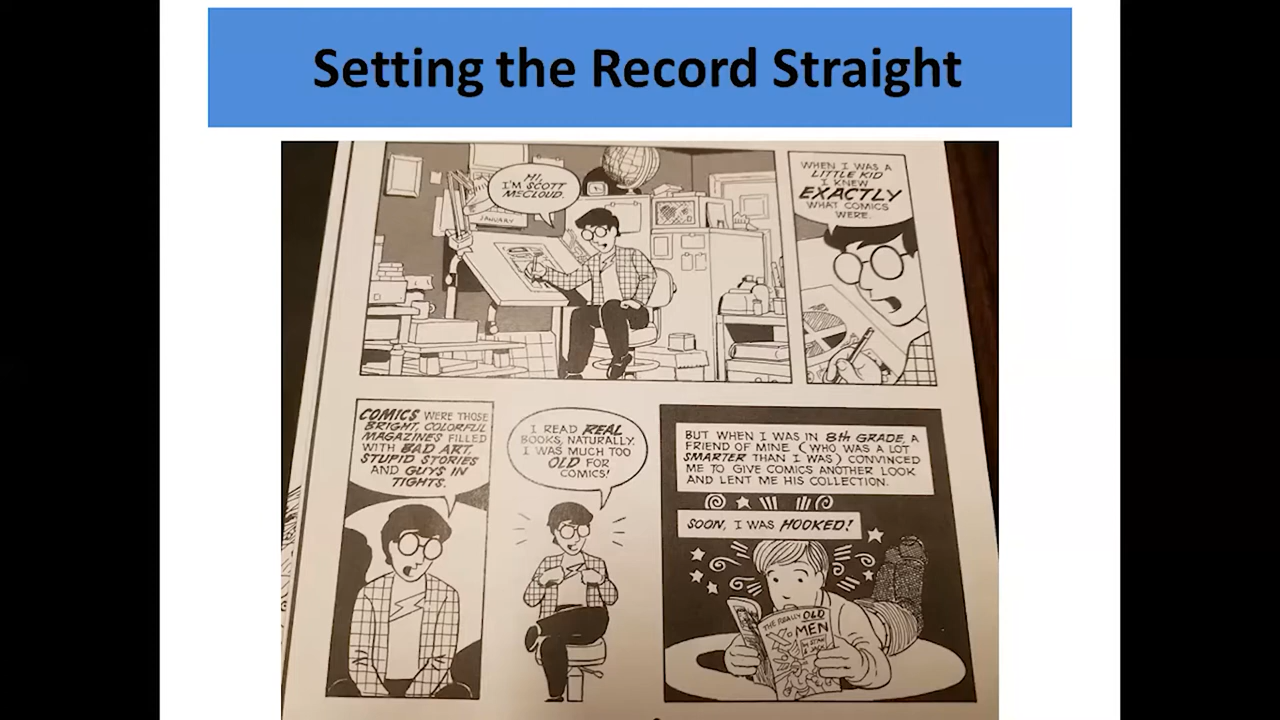 Setting the Record Straight
HI,
I'M SCOTT
McCLOUD.
JANUARY
WHEN I WAS A
LITTLE KID
I KNEW
EXACTLY
WHAT COMICS
WERE.
COMICS WERE THOSE
BRIGHT, COLORFUL
MAGAZINES FILLED
WITH BAD ART,
STUPID STORIES
AND GUYS IN
TIGHTS.
I READ REAL
BOOKS, NATURALLY.
I WAS MUCH TOO
OLD FOR
COMICS!
BUT WHEN I WAS IN 8th GRADE, A
FRIEND OF MINE (WHO WAS A LOT
SMARTER THAN I WAS) CONVINCED
ME TO GIVE COMICS ANOTHER LOOK
AND LENT ME HIS COLLECTION.
SOON, I WAS HOOKED!
THE REALLY OLD
X-MEN
BY STAN
& JACK